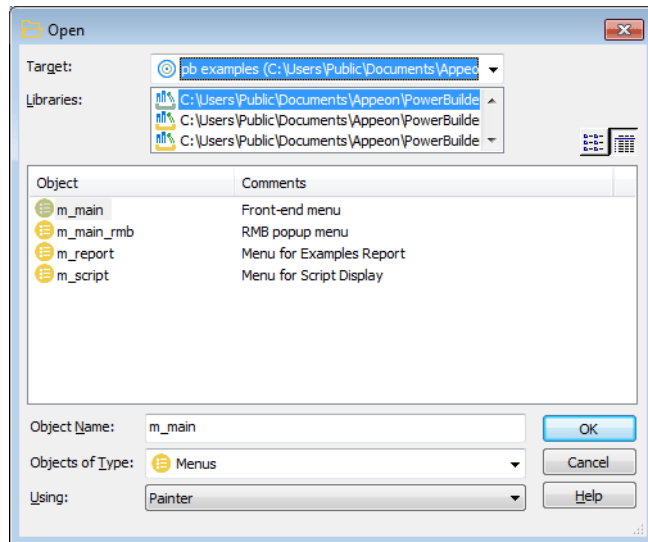 Open
Target:
pb examples (C:\Users\Public\Documents\Appeo
Libraries:
C:\Users\Public\Documents\Appeon\PowerBuilde
C:\Users\Public\Documents\Appeon\PowerBuilde
C:\Users\Public\Documents\Appeon\PowerBuilde
Object Comments
m_main Front-end menu
m_main_rmb RMB popup menu
m_report Menu for Examples Report
m_script Menu for Script Display
Object Name: m_main OK
Objects of Type: Menus Cancel
Using: Painter Help